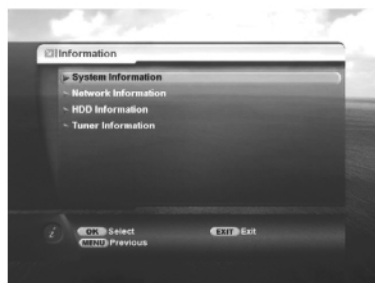 Information
System Information
Network Information
HDD Information
Tuner Information
OK Select EXIT Exit
MENU Previous